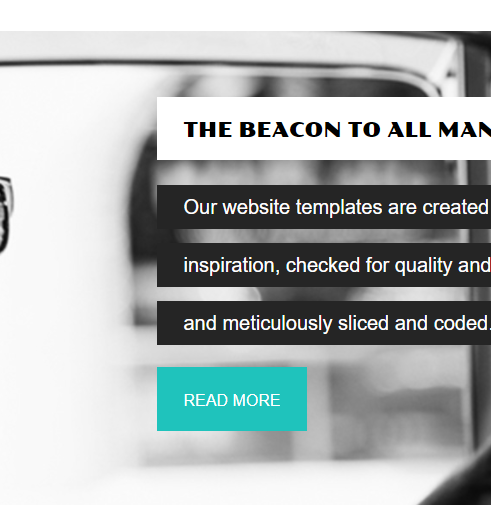 THE BEACON TO ALL MAN
Our website templates are created
inspiration, checked for quality and
and meticulously sliced and coded.
READ MORE